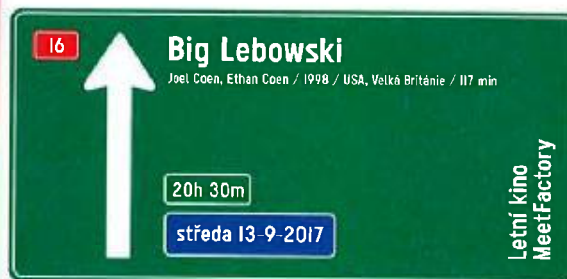 16
Big Lebowski
Joel Coen, Ethan Coen / 1998 / USA, Velká Británie / 117 min
20h 30m
středa 13-9-2017
Letní kino
MeetFactory